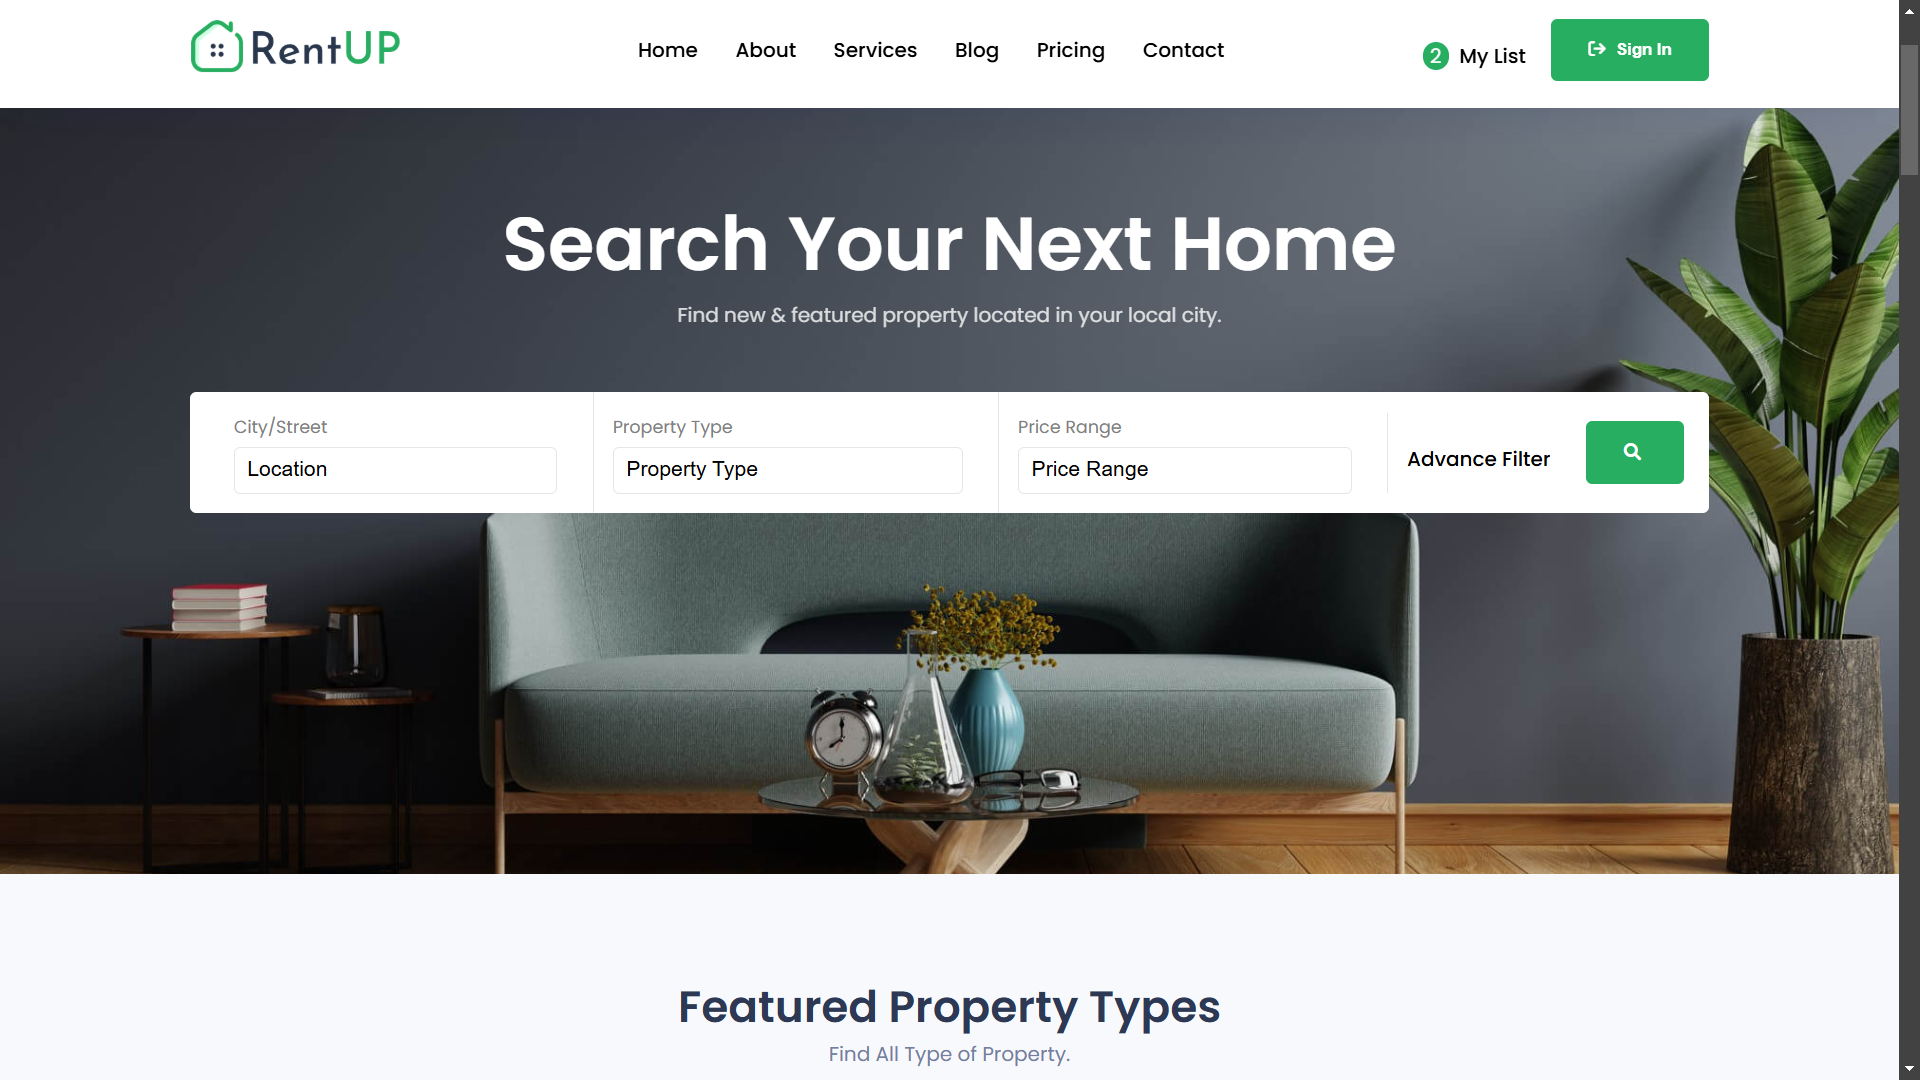 RentUP
Home About Services Blog Pricing Contact
2 My List
Sign In
Search Your Next Home
Find new & featured property located in your local city.
City/Street
Location
Property Type
Property Type
Price Range
Price Range
Advance Filter
Featured Property Types
Find All Type of Property.